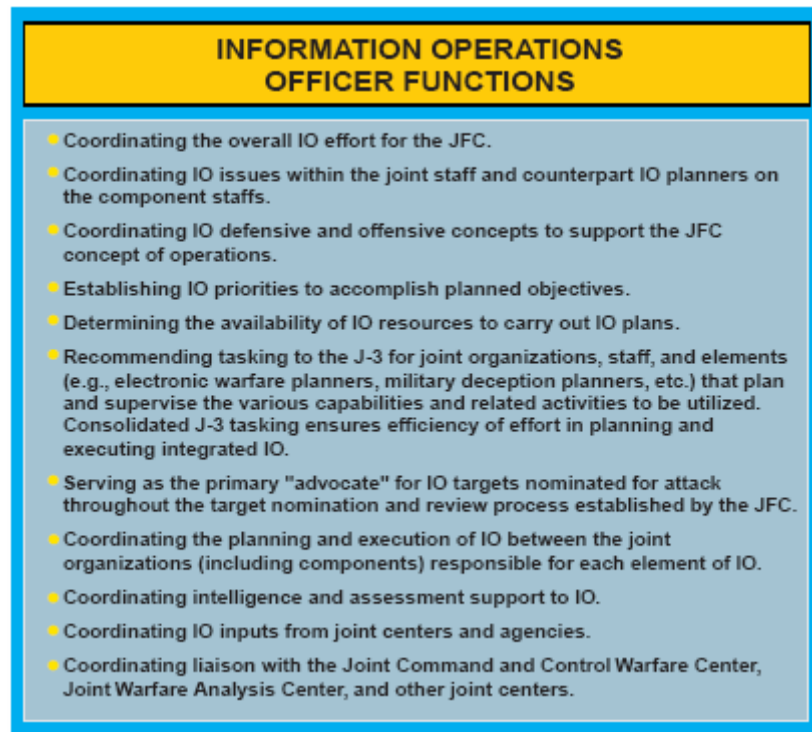 INFORMATION OPERATIONS
OFFICER FUNCTIONS
Coordinating the overall IO effort for the JFC.
Coordinating IO issues within the joint staff and counterpart IO planners on
the component staffs.
Coordinating IO defensive and offensive concepts to support the JFC
concept of operations.
Establishing IO priorities to accomplish planned objectives.
Determining the availability of IO resources to carry out IO plans.
Recommending tasking to the J-3 for joint organizations, staff, and elements
(e.g., electronic warfare planners, military deception planners, etc.) that plan
and supervise the various capabilities and related activities to be utilized.
Consolidated J-3 tasking ensures efficiency of effort in planning and
executing integrated IO.
Serving as the primary "advocate" for IO targets nominated for attack
throughout the target nomination and review process established by the JFC.
Coordinating the planning and execution of IO between the joint
organizations (including components) responsible for each element of IO.
Coordinating intelligence and assessment support to IO.
Coordinating IO inputs from joint centers and agencies.
Coordinating liaison with the Joint Command and Control Warfare Center,
Joint Warfare Analysis Center, and other joint centers.